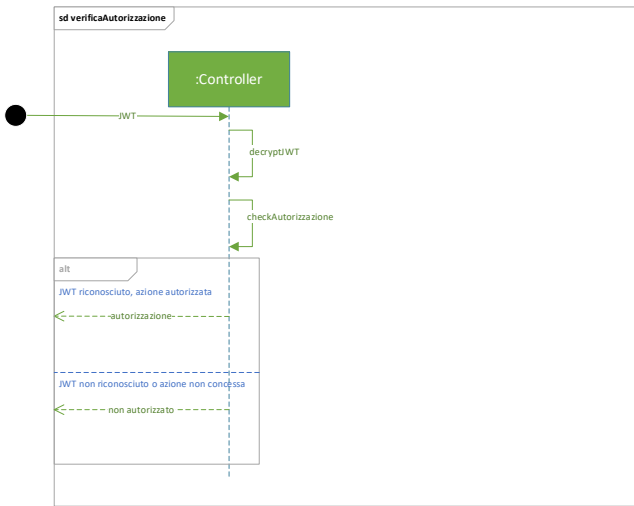 sd verificaAutorizzazione
:Controller
JWT
decryptJWT
checkAutorizzazione
alt
JWT riconosciuto, azione autorizzata
autorizzazione
JWT non riconosciuto o azione non concessa
non autorizzato